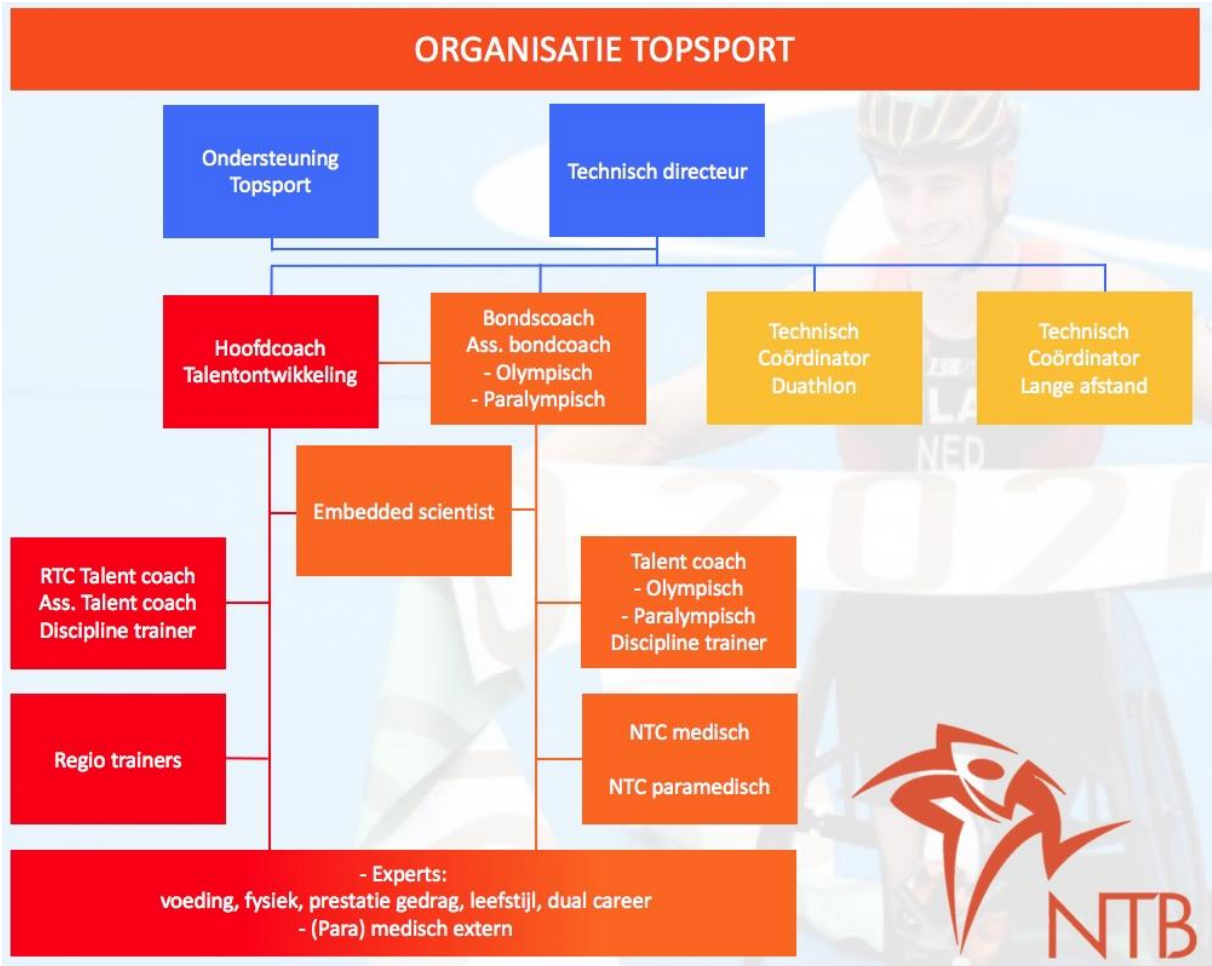 ORGANISATIE TOPSPORT
Ondersteuning
Topsport
Technisch directeur
Hoofdcoach
Talentontwikkeling
Bondscoach
Ass. bondcoach
- Olympisch
- Paralympisch
Technisch
Coördinator
Duathlon
Technisch
Coördinator
Lange afstand
NED
Embedded scientist
RTC Talent coach
Ass. Talent coach
Discipline trainer
Talent coach
- Olympisch
- Paralympisch
Discipline trainer
Regio trainers
NTC medisch
NTC paramedisch
- Experts:
voeding, fysiek, prestatie gedrag, leefstijl, dual career
- (Para) medisch extern
NTB